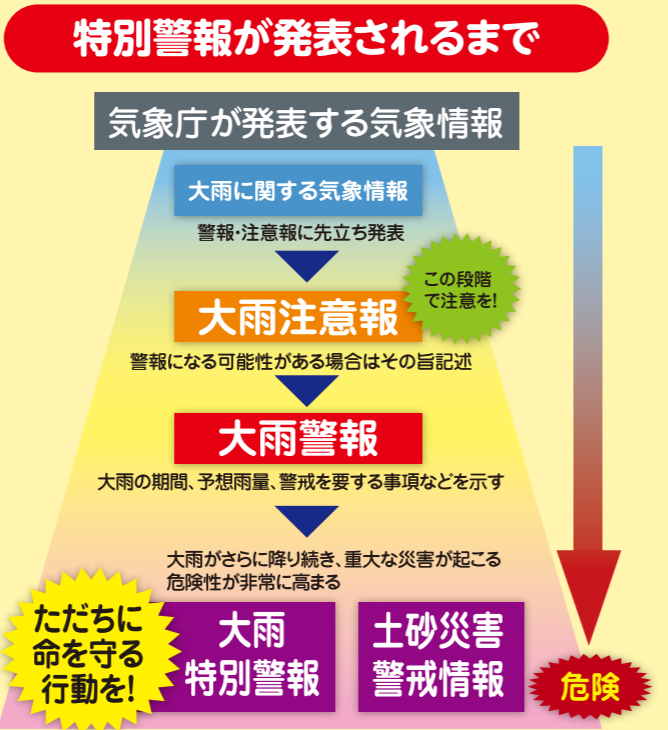 特別警報が発表されるまで
気象庁が発表する気象情報
大雨に関する気象情報
警報・注意報に先立ち発表
この段階
で注意を!
大雨注意報
警報になる可能性がある場合はその旨記述
大雨警報
大雨の期間、予想雨量、警戒を要する事項などを示す
大雨がさらに降り続き、重大な災害が起こる
危険性が非常に高まる
ただちに
命を守る
行動を!
大雨
特別警報
土砂災害
警戒情報
危険